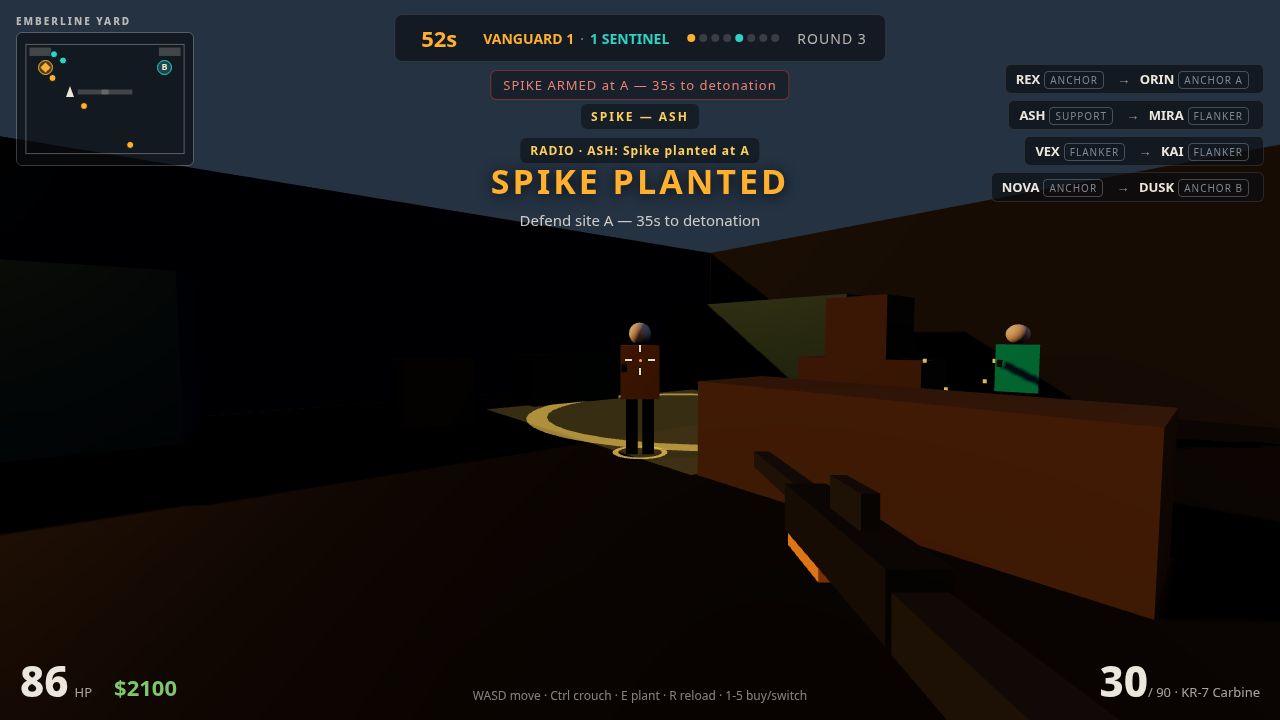 EMBERLINE YARD
B
52s VANGUARD 1 · 1 SENTINEL ROUND 3
SPIKE ARMED at A — 35s to detonation
SPIKE — ASH
RADIO · ASH: Spike planted at A
SPIKE PLANTED
Defend site A — 35s to detonation
REX ANCHOR → ORIN ANCHOR A
ASH SUPPORT → MIRA FLANKER
VEX FLANKER → KAI FLANKER
NOVA ANCHOR → DUSK ANCHOR B
86 HP $2100
WASD move · Ctrl crouch · E plant · R reload · 1-5 buy/switch
30 / 90 · KR-7 Carbine